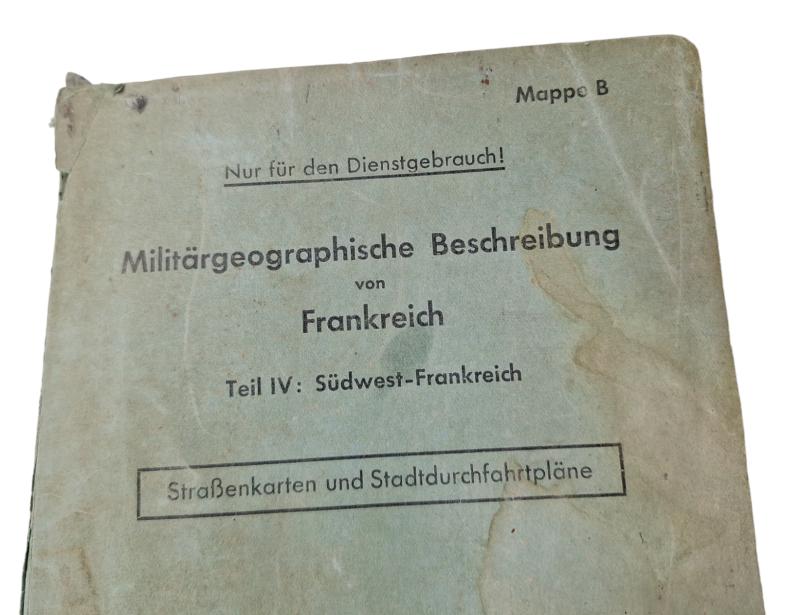 Mappe B
Nur für den Dienstgebrauch!
Militärgeographische Beschreibung
von
Frankreich
Teil IV: Südwest-Frankreich
Straßenkarten und Stadtdurchfahrtpläne